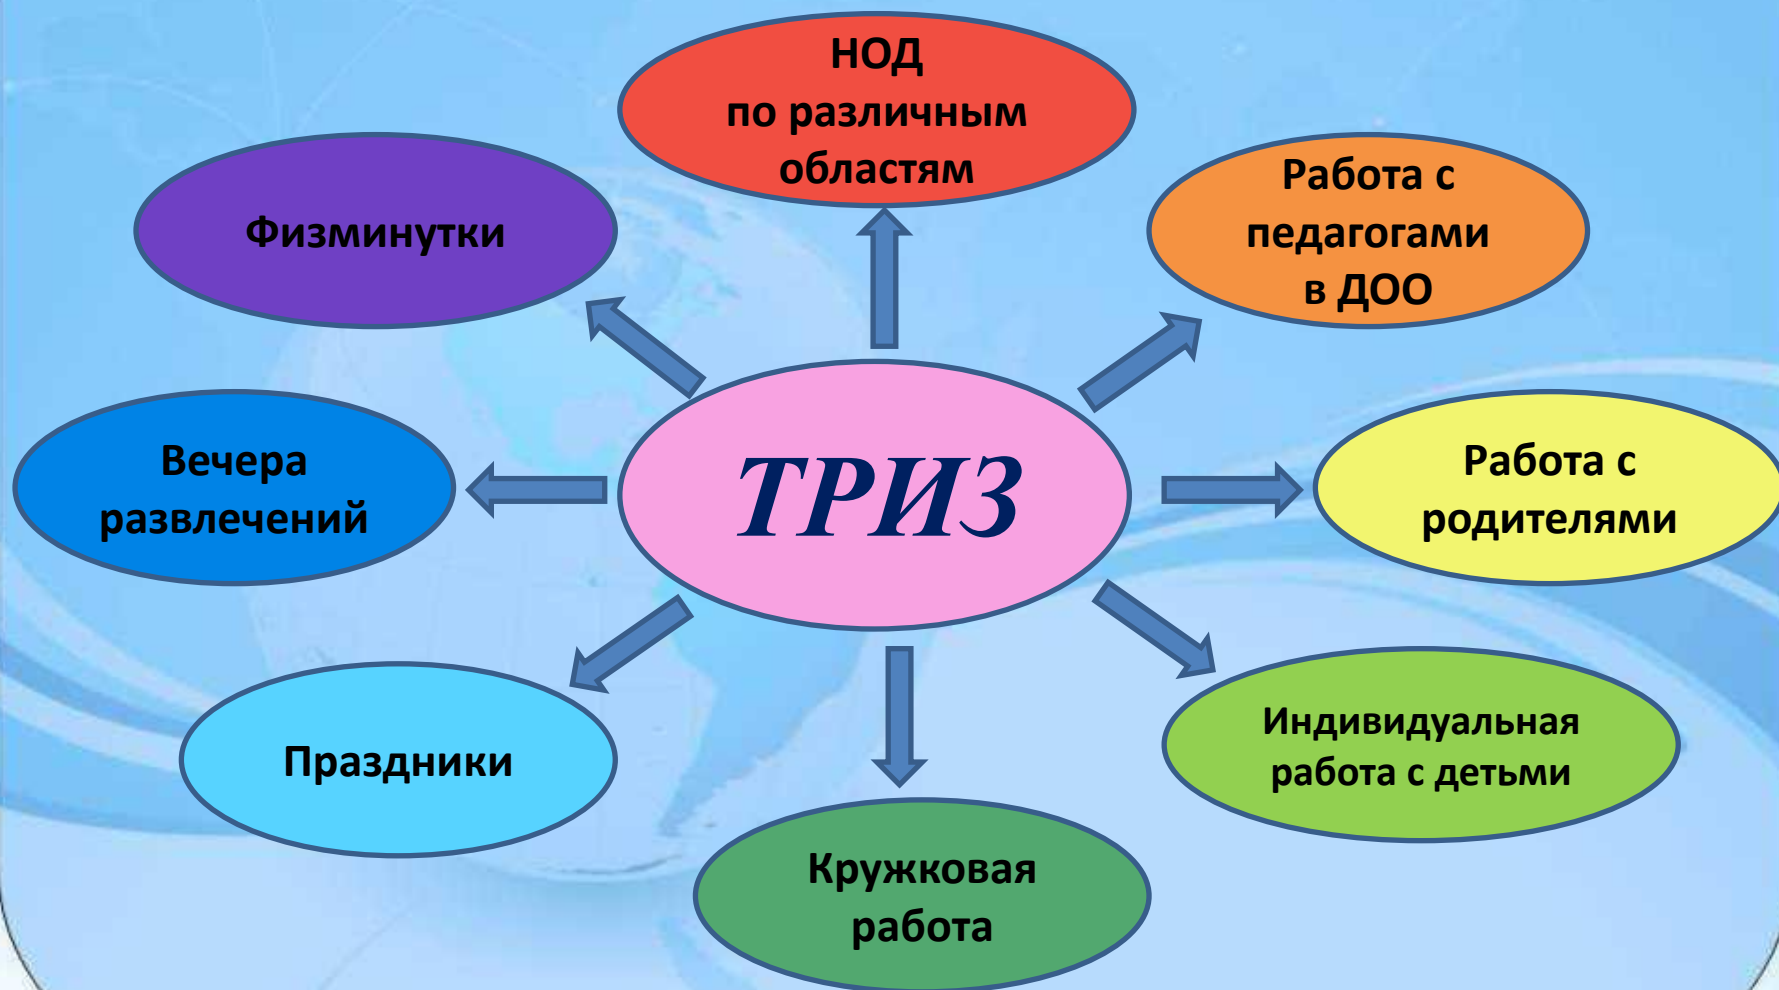 НОД
по различным
областям
Физминутки
Работа с
педагогами
в ДОО
Вечера
развлечений
ТРИЗ
Работа с
родителями
Праздники
Индивидуальная
работа с детьми
Кружковая
работа